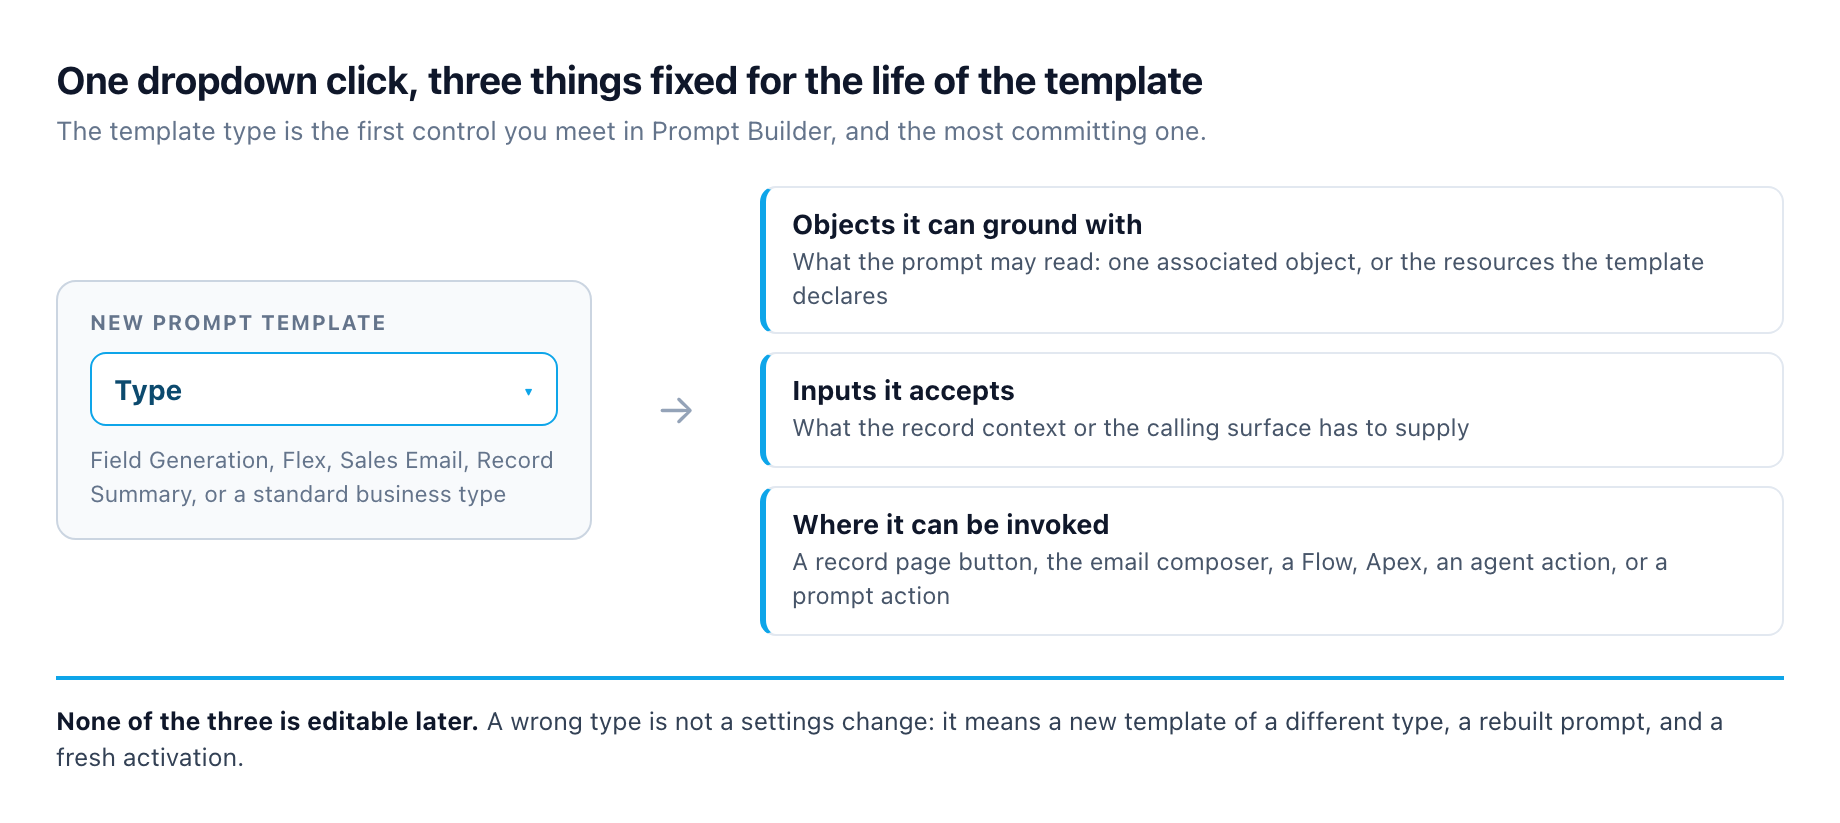 One dropdown click, three things fixed for the life of the template
The template type is the first control you meet in Prompt Builder, and the most committing one.
NEW PROMPT TEMPLATE
Type
Field Generation, Flex, Sales Email, Record
Summary, or a standard business type
Objects it can ground with
What the prompt may read: one associated object, or the resources the template
declares
Inputs it accepts
What the record context or the calling surface has to supply
Where it can be invoked
A record page button, the email composer, a Flow, Apex, an agent action, or a
prompt action
None of the three is editable later. A wrong type is not a settings change: it means a new template of a different type, a rebuilt prompt, and a
fresh activation.